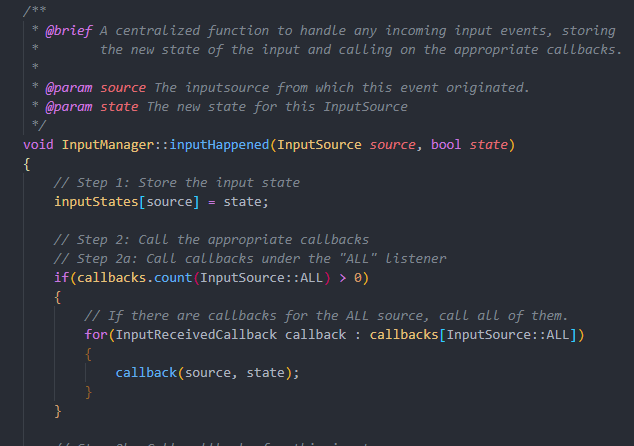 /**
 * @brief A centralized function to handle any incoming input events, storing
 *        the new state of the input and calling on the appropriate callbacks.
 *
 * @param source The inputsource from which this event originated.
 * @param state The new state for this InputSource
 */
void InputManager::inputHappened(InputSource source, bool state)
{
    // Step 1: Store the input state
    inputStates[source] = state;

    // Step 2: Call the appropriate callbacks
    // Step 2a: Call callbacks under the "ALL" listener
    if(callbacks.count(InputSource::ALL) > 0)
    {
        // If there are callbacks for the ALL source, call all of them.
        for(InputReceivedCallback callback : callbacks[InputSource::ALL])
        {
            callback(source, state);
        }
    }